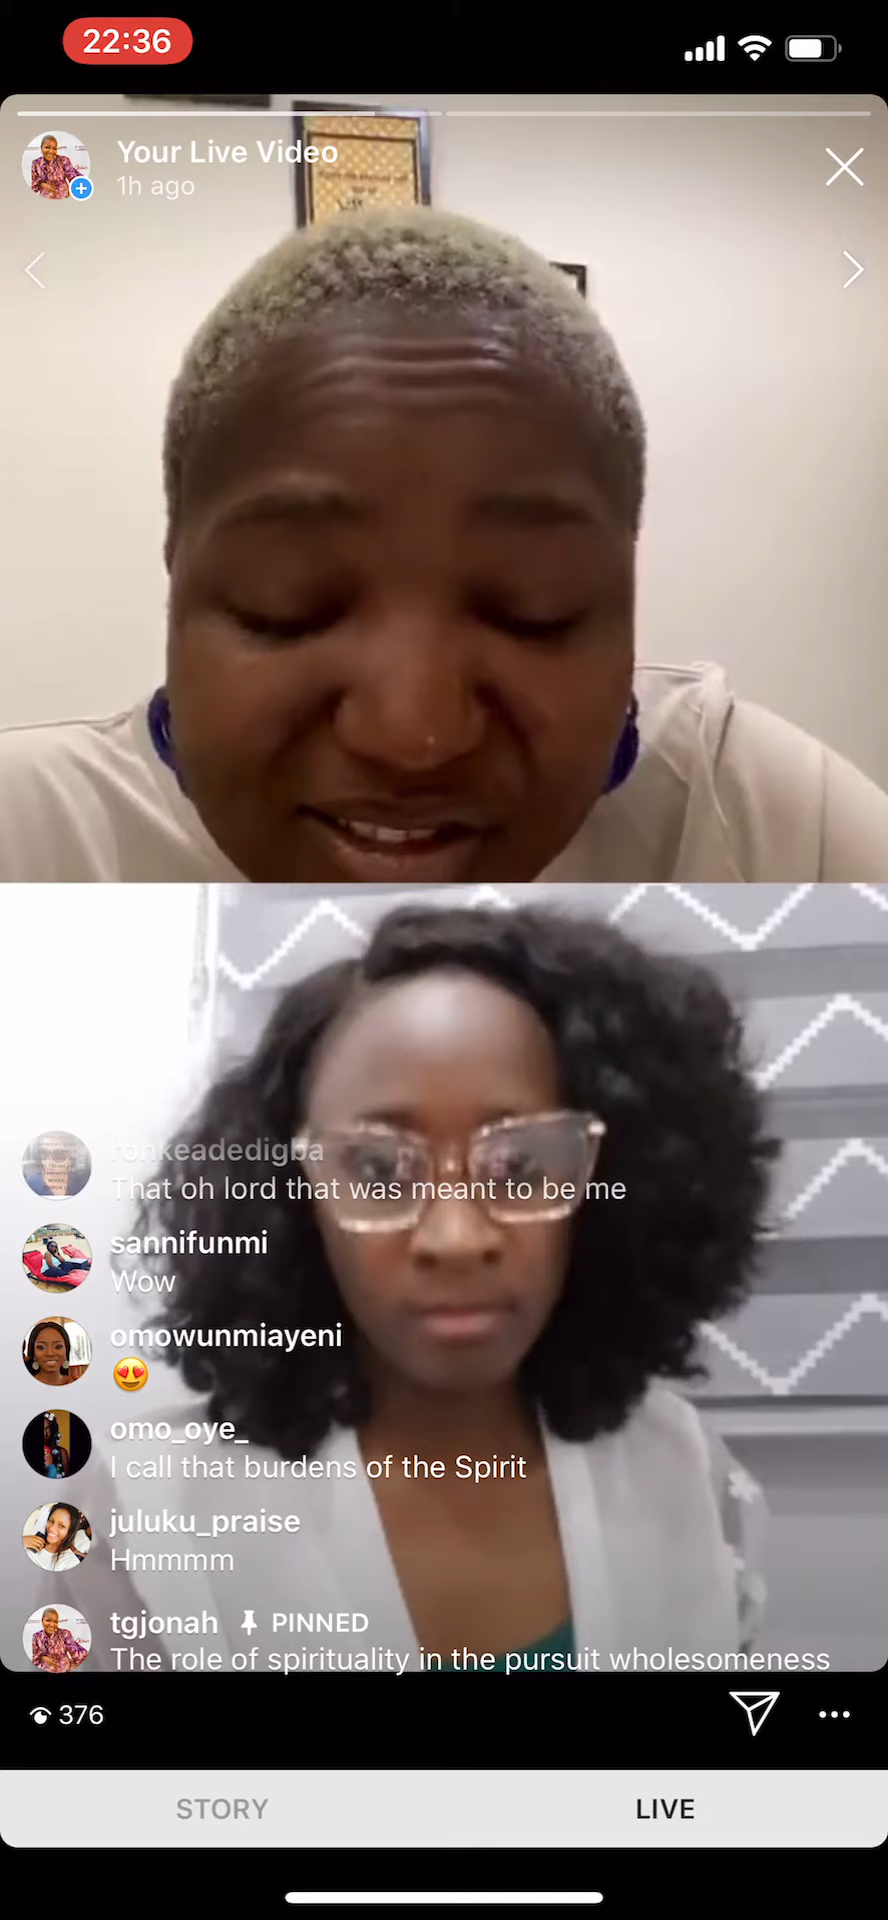 22:36
Your Live Video
1h ago
ronkeadedigba
That oh lord that was meant to be me
sannifunmi
Wow
omowunmiayeni
😍
omo_oye_
I call that burdens of the Spirit
juluku_praise
Hmmmm
tgjonah PINNED
The role of spirituality in the pursuit wholesomeness
376
STORY
LIVE